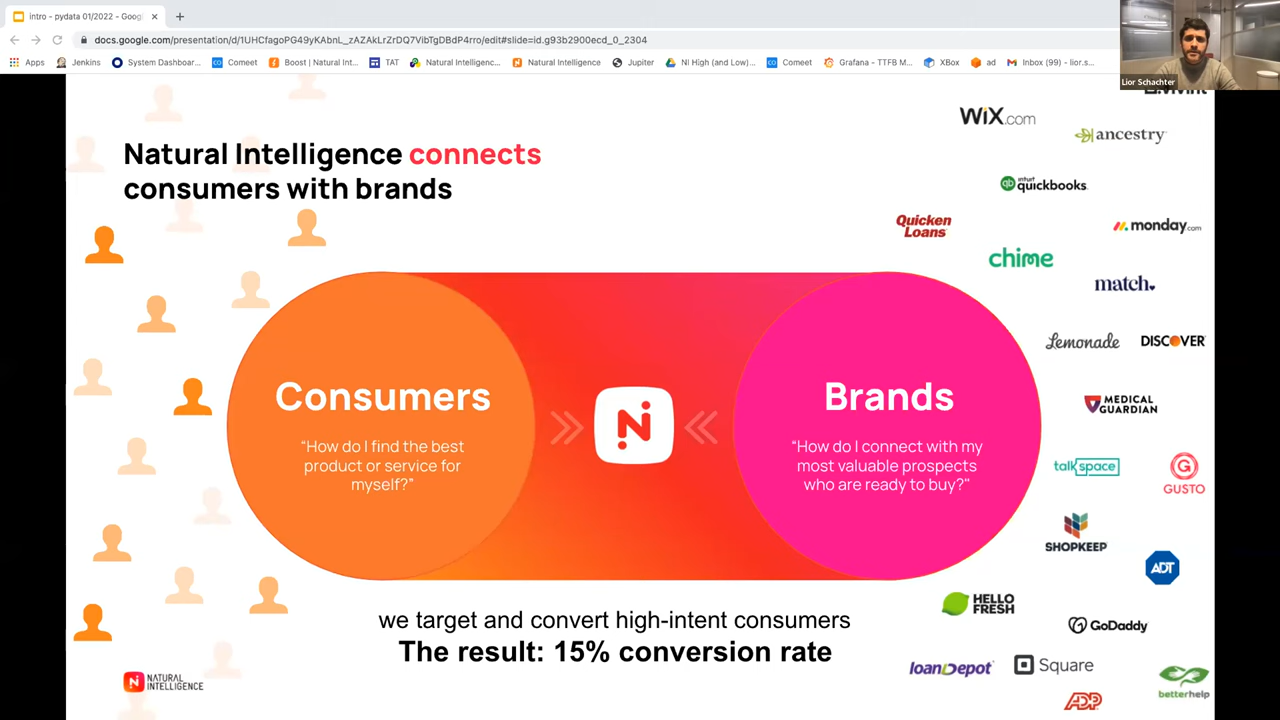 intro - pydata 01/2022 - Goog
docs.google.com/presentation/d/1UHCfagoPG49yKAbnL_zAZAkLrZrDQ7VibTgDBdP4rro/edit#slide=id.g93b2900ecd_0_2304
Apps Jenkins System Dashboar... Comeet Boost | Natural Int... TAT Natural Intelligenc... Natural Intelligence Jupiter NI High (and Low)... Comeet Grafana - TTFB M... XBox ad Inbox (99) - lior.s...
Lior Schachter
Natural Intelligence connects
consumers with brands
WiX.com
ancestry
intuit
quickbooks
Quicken
Loans
monday.com
chime
match
Lemonade
DISCOVER
MEDICAL
GUARDIAN
talkspace
G
GUSTO
SHOPKEEP
ADT
HELLO
FRESH
GoDaddy
loanDepot
Square
betterhelp
ADP
Consumers
“How do I find the best
product or service for
myself?”
Ni
Brands
“How do I connect with my
most valuable prospects
who are ready to buy?"
we target and convert high-intent consumers
The result: 15% conversion rate
NATURAL
INTELLIGENCE